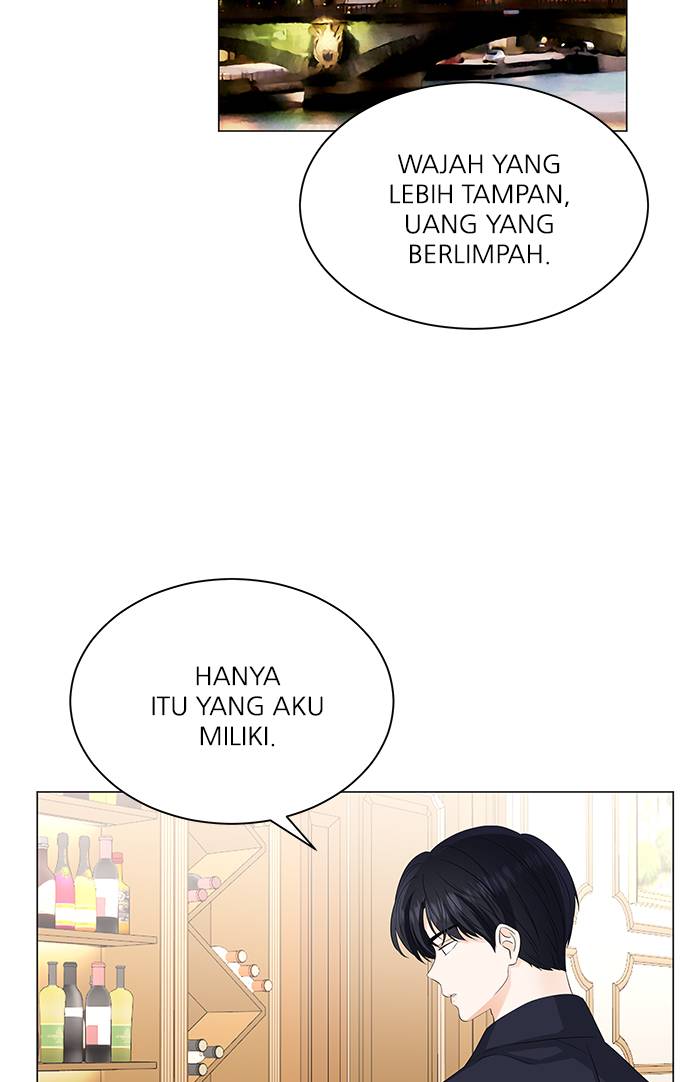 WAJAH YANG
LEBIH TAMPAN,
UANG YANG
BERLIMPAH.
HANYA
ITU YANG AKU
MILIKI.